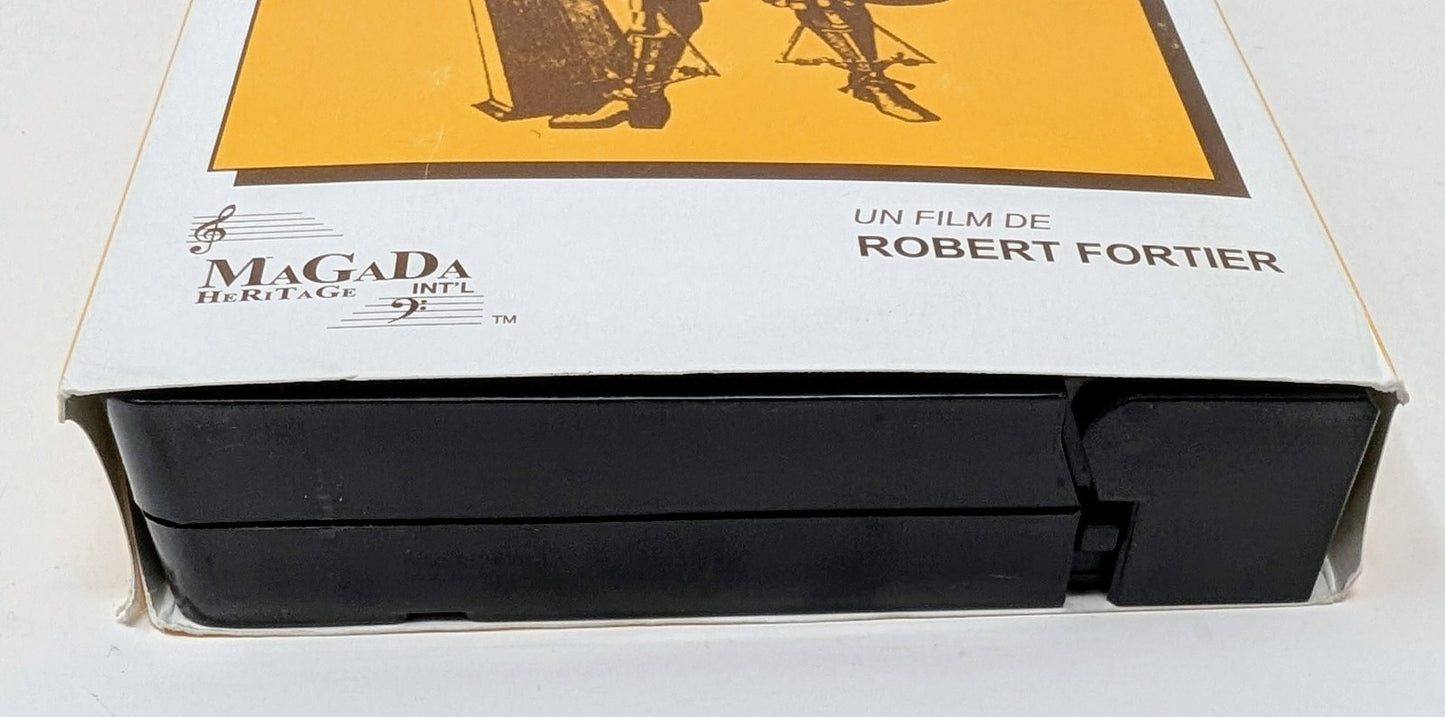 MAGADA
HERITAGE INT'L
TM
UN FILM DE
ROBERT FORTIER